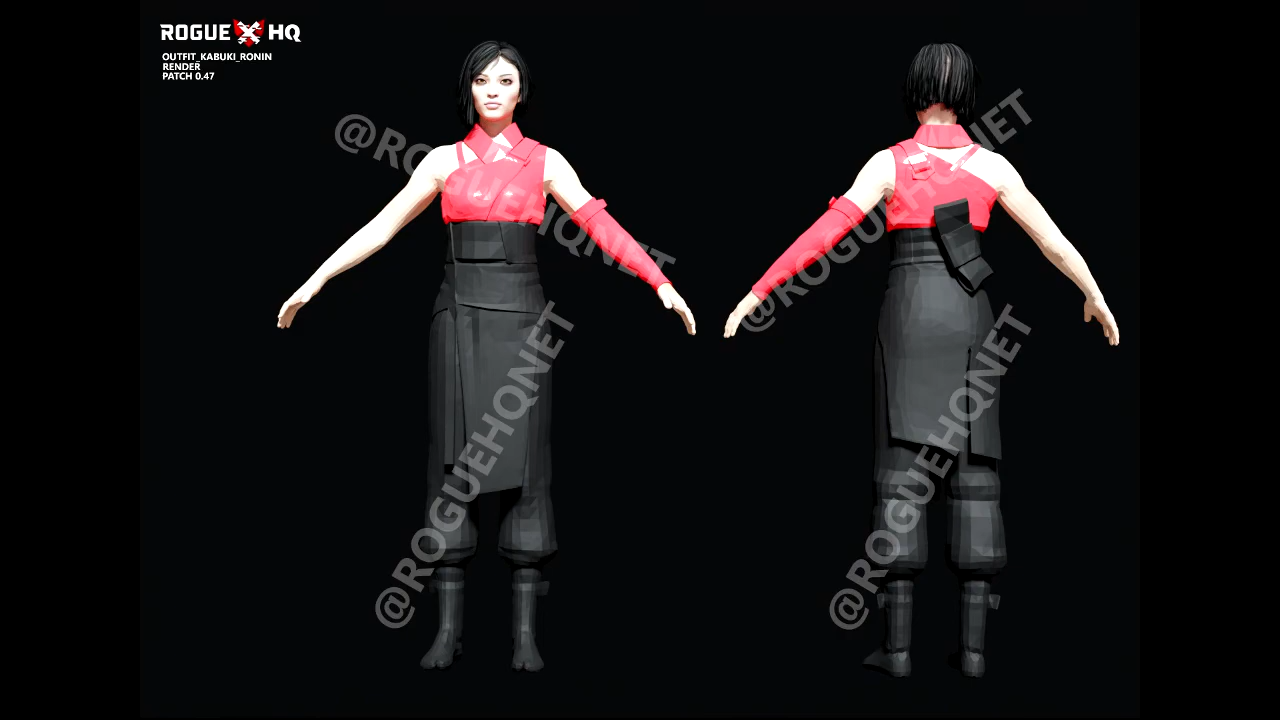 ROGUE HQ
OUTFIT_KABUKI_RONIN
RENDER
PATCH 0.47
@ROGUEHQNET
@ROGUEHQNET
@ROGUEHQNET
@ROGUEHQNET